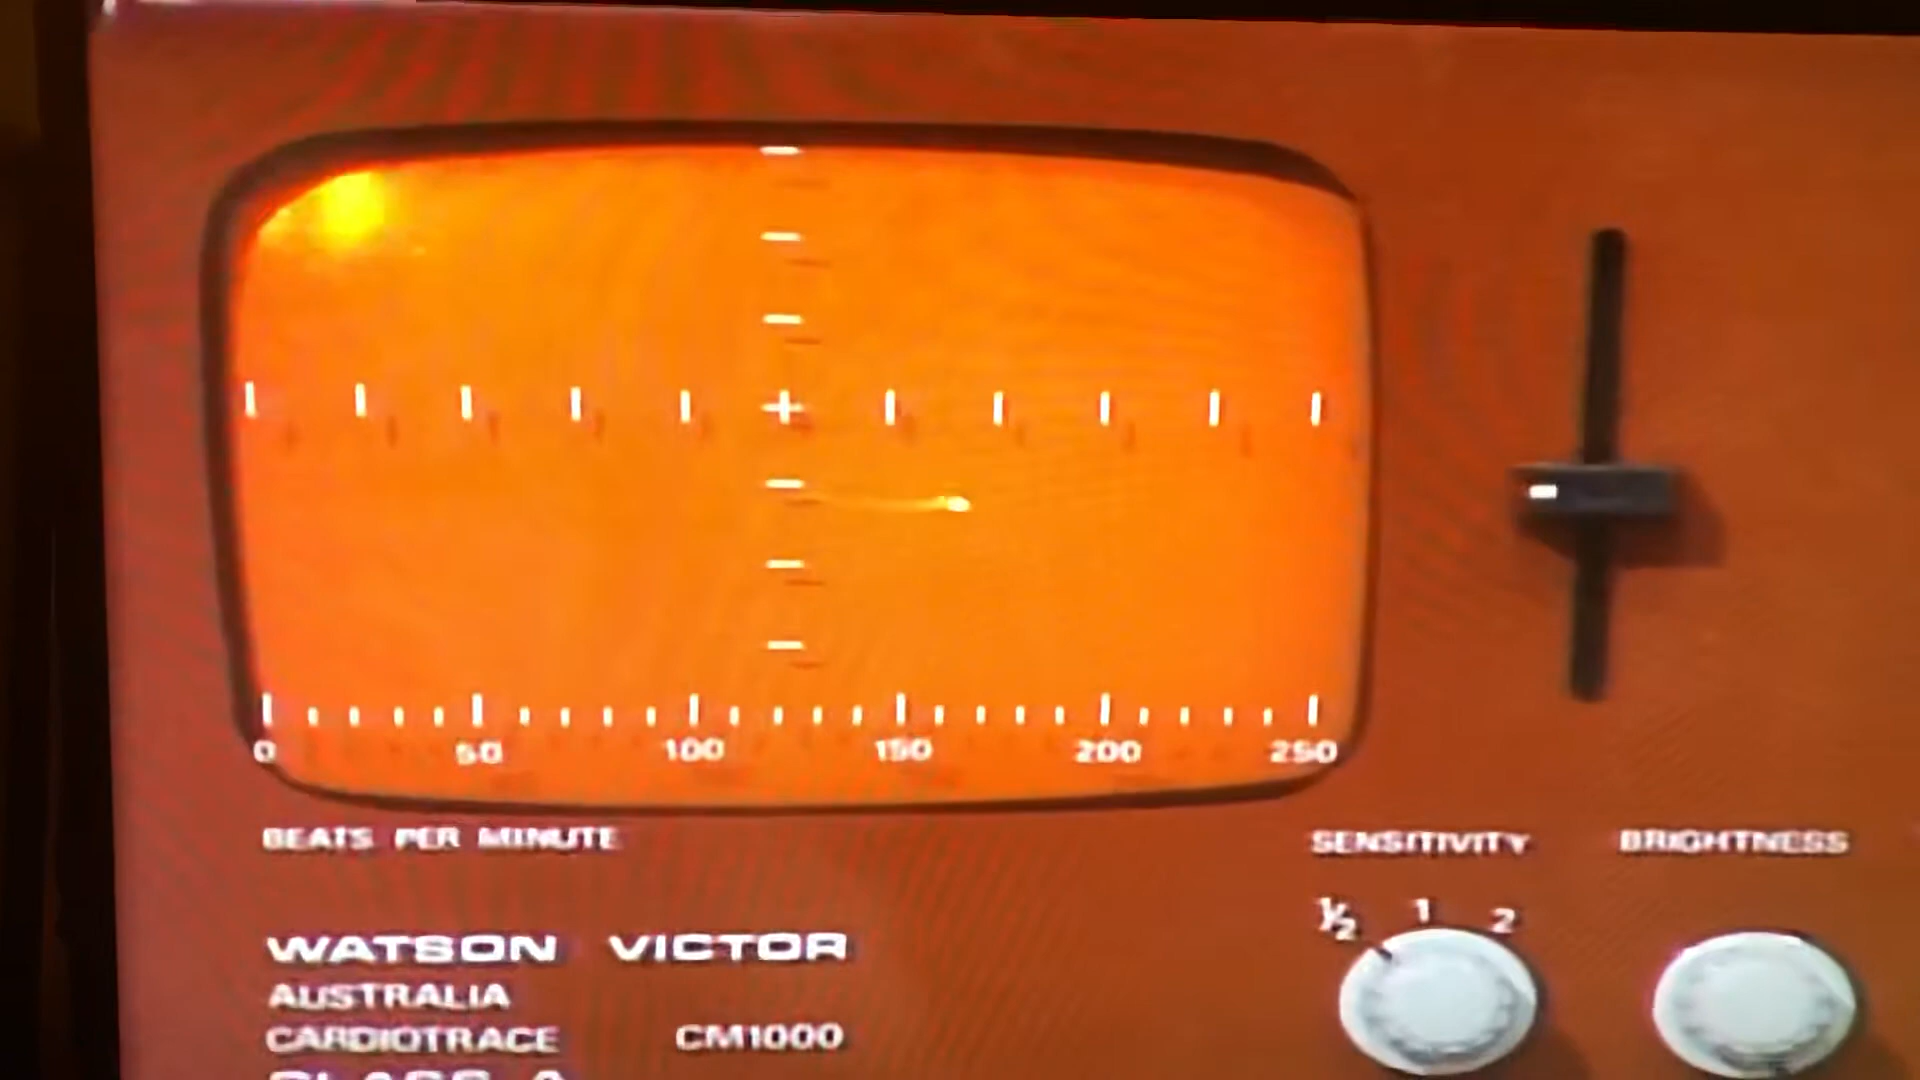 0 50 100 150 200 250
BEATS PER MINUTE
SENSITIVITY
BRIGHTNESS
½ 1 2
WATSON VICTOR
AUSTRALIA
CARDIOTRACE CM1000
CLASS A